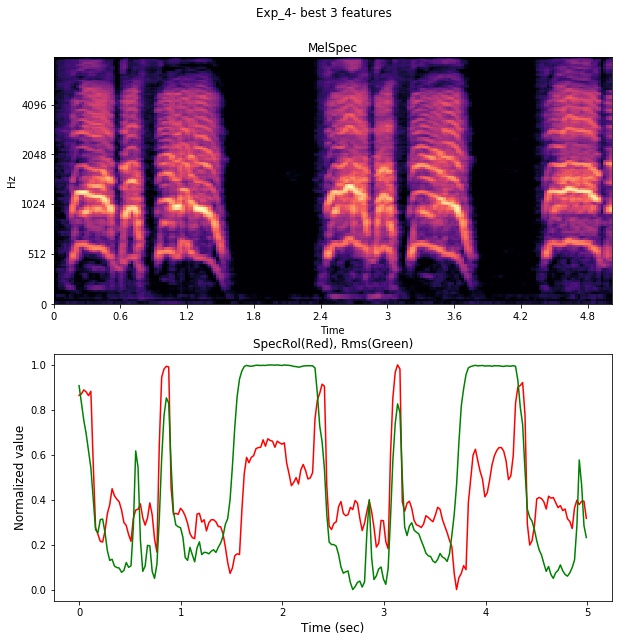 Exp_4- best 3 features
MelSpec
Hz
4096
2048
1024
512
0
0 0.6 1.2 1.8 2.4 3 3.6 4.2 4.8
Time
SpecRol(Red), Rms(Green)
Normalized value
1.0
0.8
0.6
0.4
0.2
0.0
0 1 2 3 4 5
Time (sec)